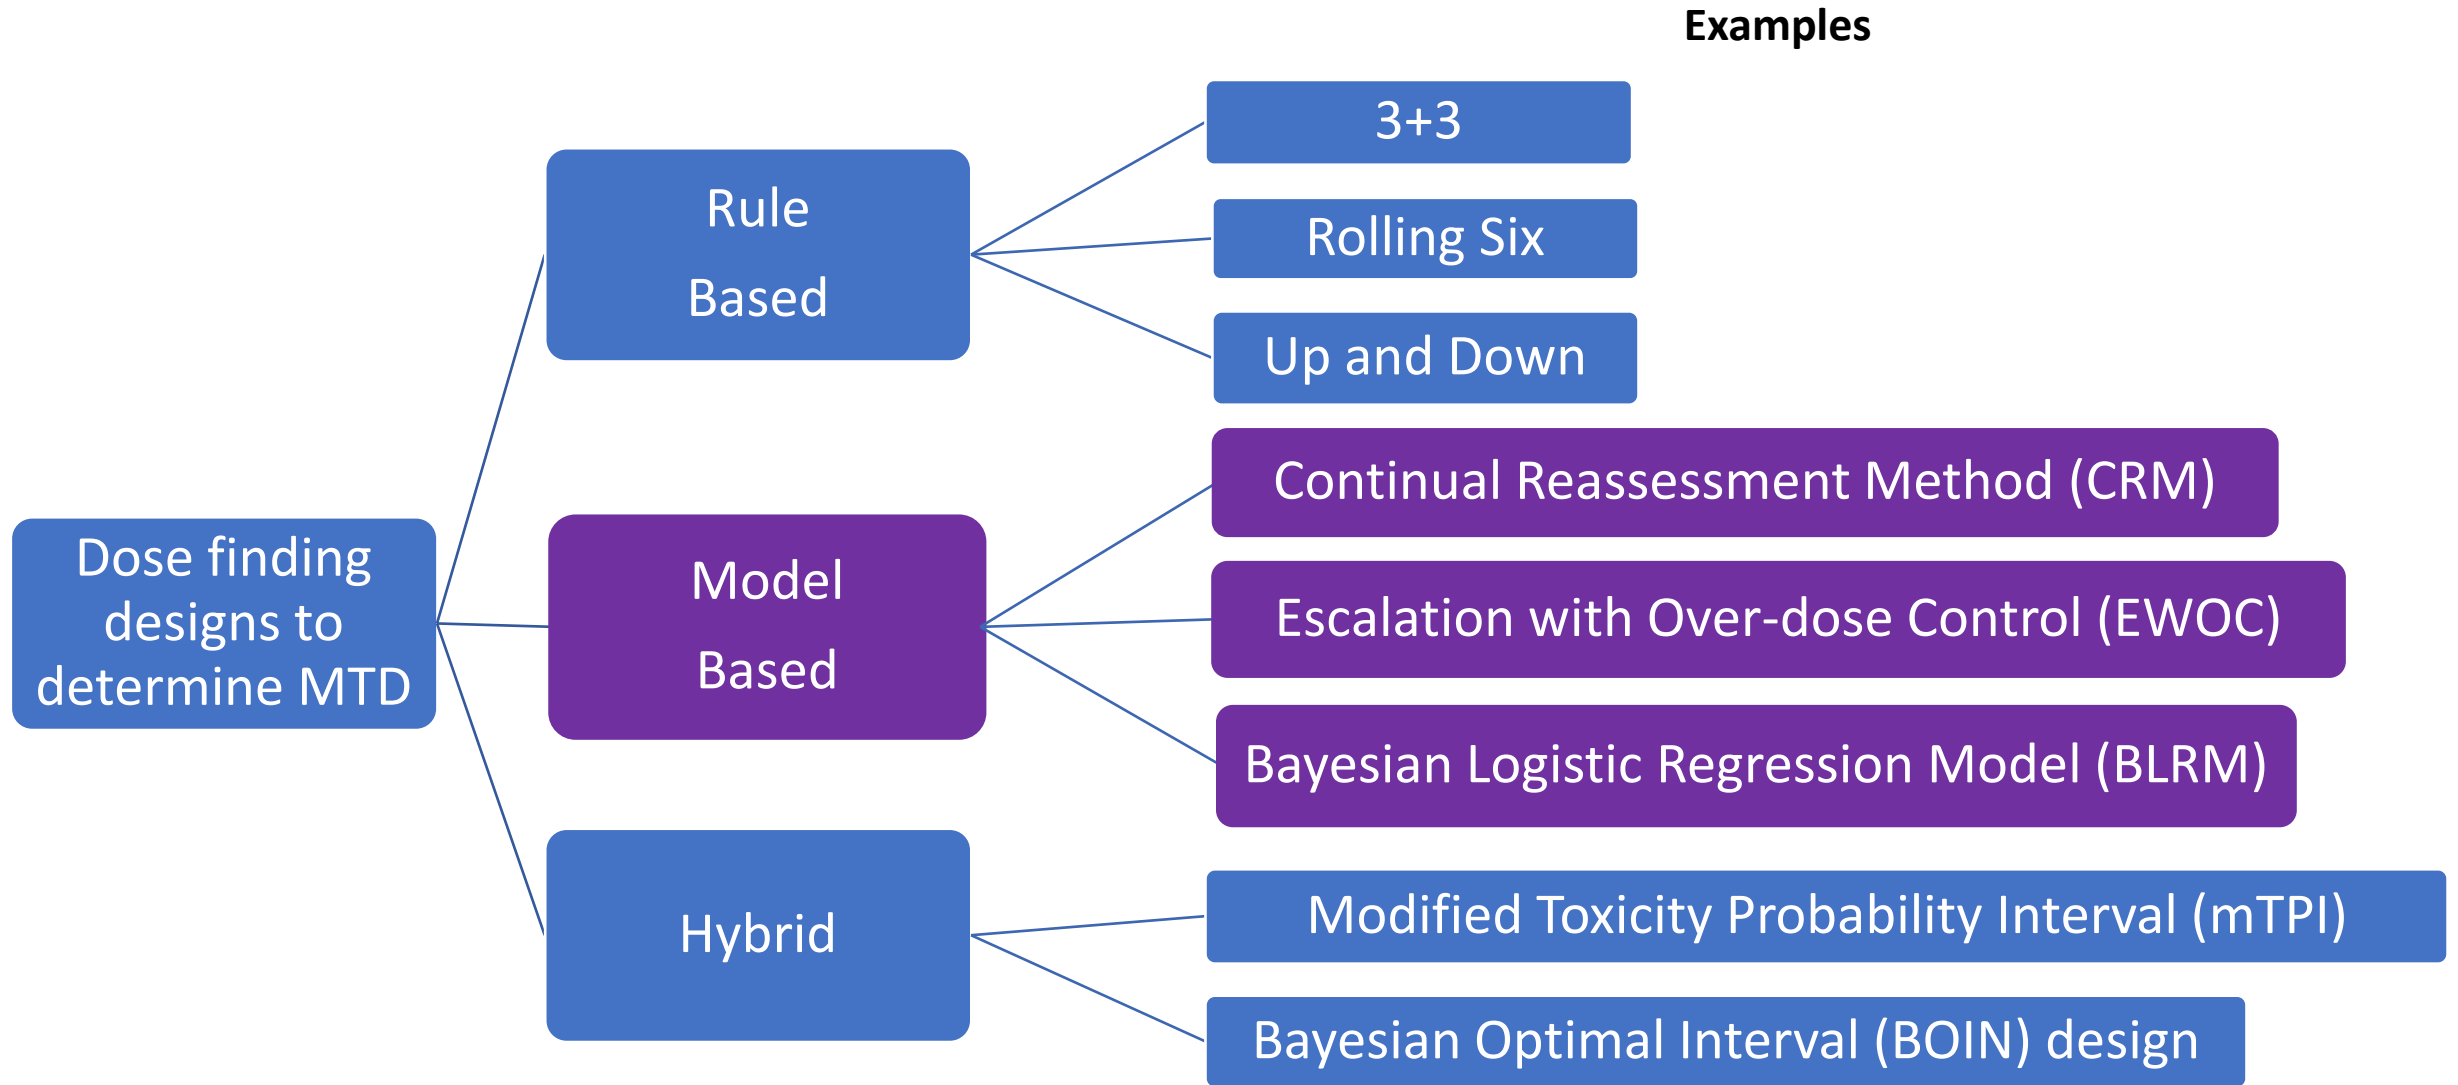 Examples
Dose finding
designs to
determine MTD
Rule
Based
3+3
Rolling Six
Up and Down
Model
Based
Continual Reassessment Method (CRM)
Escalation with Over-dose Control (EWOC)
Bayesian Logistic Regression Model (BLRM)
Hybrid
Modified Toxicity Probability Interval (mTPI)
Bayesian Optimal Interval (BOIN) design